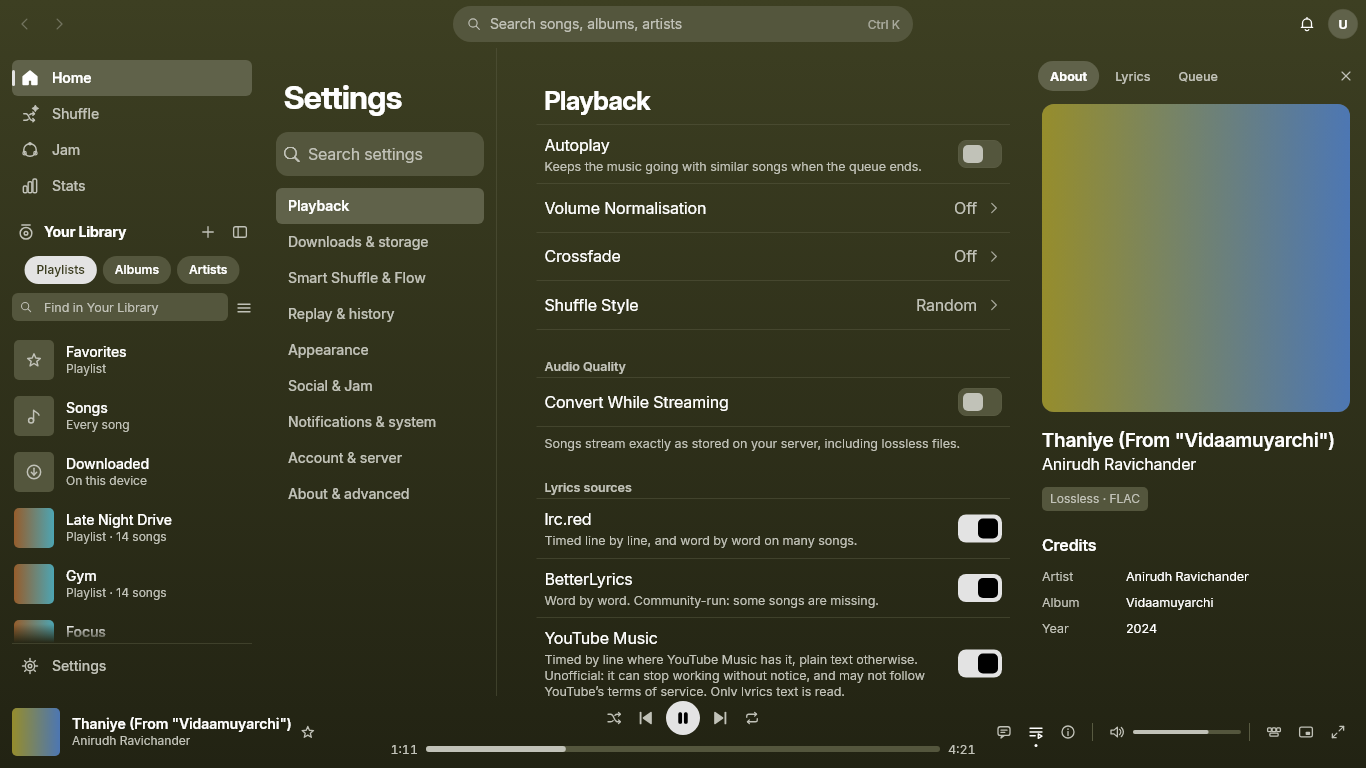 Search songs, albums, artists
Ctrl K
U
Home
Shuffle
Jam
Stats
Your Library
Playlists
Albums
Artists
Find in Your Library
Favorites
Playlist
Songs
Every song
Downloaded
On this device
Late Night Drive
Playlist · 14 songs
Gym
Playlist · 14 songs
Focus
Settings
Settings
Search settings
Playback
Downloads & storage
Smart Shuffle & Flow
Replay & history
Appearance
Social & Jam
Notifications & system
Account & server
About & advanced
Playback
Autoplay
Keeps the music going with similar songs when the queue ends.
Volume Normalisation
Off
Crossfade
Off
Shuffle Style
Random
Audio Quality
Convert While Streaming
Songs stream exactly as stored on your server, including lossless files.
Lyrics sources
lrc.red
Timed line by line, and word by word on many songs.
BetterLyrics
Word by word. Community-run: some songs are missing.
YouTube Music
Timed by line where YouTube Music has it, plain text otherwise.
Unofficial: it can stop working without notice, and may not follow
YouTube's terms of service. Only lyrics text is read.
About
Lyrics
Queue
Thaniye (From "Vidaamuyarchi")
Anirudh Ravichander
Lossless · FLAC
Credits
Artist
Anirudh Ravichander
Album
Vidaamuyarchi
Year
2024
Thaniye (From "Vidaamuyarchi")
Anirudh Ravichander
1:11
4:21